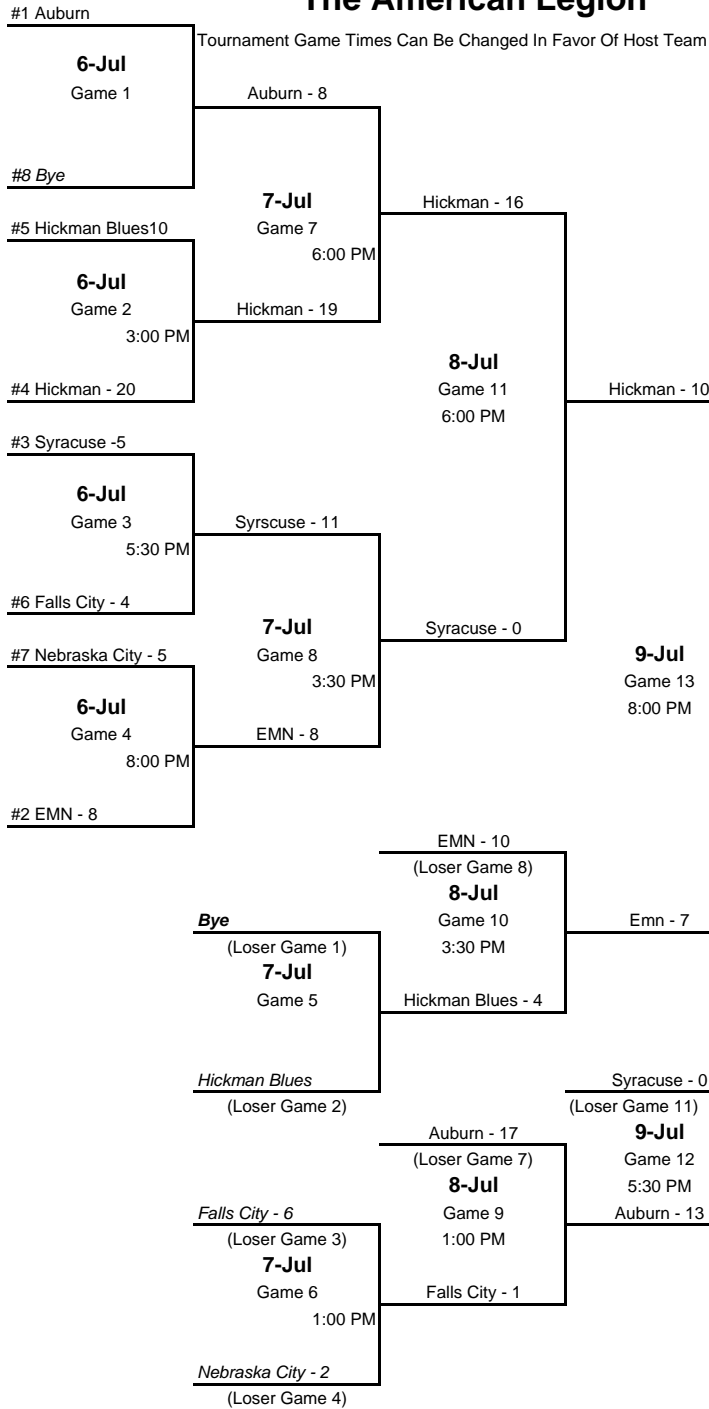 The American Legion
#1 Auburn
Tournament Game Times Can Be Changed In Favor Of Host Team
6-Jul
Game 1
Auburn - 8
#8 Bye
7-Jul
Hickman - 16
#5 Hickman Blues10
Game 7
6:00 PM
6-Jul
Game 2
Hickman - 19
3:00 PM
8-Jul
#4 Hickman - 20
Game 11
Hickman - 10
6:00 PM
#3 Syracuse -5
6-Jul
Game 3
Syrscuse - 11
5:30 PM
#6 Falls City - 4
7-Jul
Syracuse - 0
#7 Nebraska City - 5
Game 8
9-Jul
3:30 PM
Game 13
6-Jul
8:00 PM
Game 4
EMN - 8
8:00 PM
#2 EMN - 8
EMN - 10
(Loser Game 8)
8-Jul
Bye
Game 10
Emn - 7
(Loser Game 1)
3:30 PM
7-Jul
Game 5
Hickman Blues - 4
Hickman Blues
Syracuse - 0
(Loser Game 2)
(Loser Game 11)
Auburn - 17
9-Jul
(Loser Game 7)
Game 12
8-Jul
5:30 PM
Falls City - 6
Game 9
Auburn - 13
(Loser Game 3)
1:00 PM
7-Jul
Game 6
Falls City - 1
1:00 PM
Nebraska City - 2
(Loser Game 4)